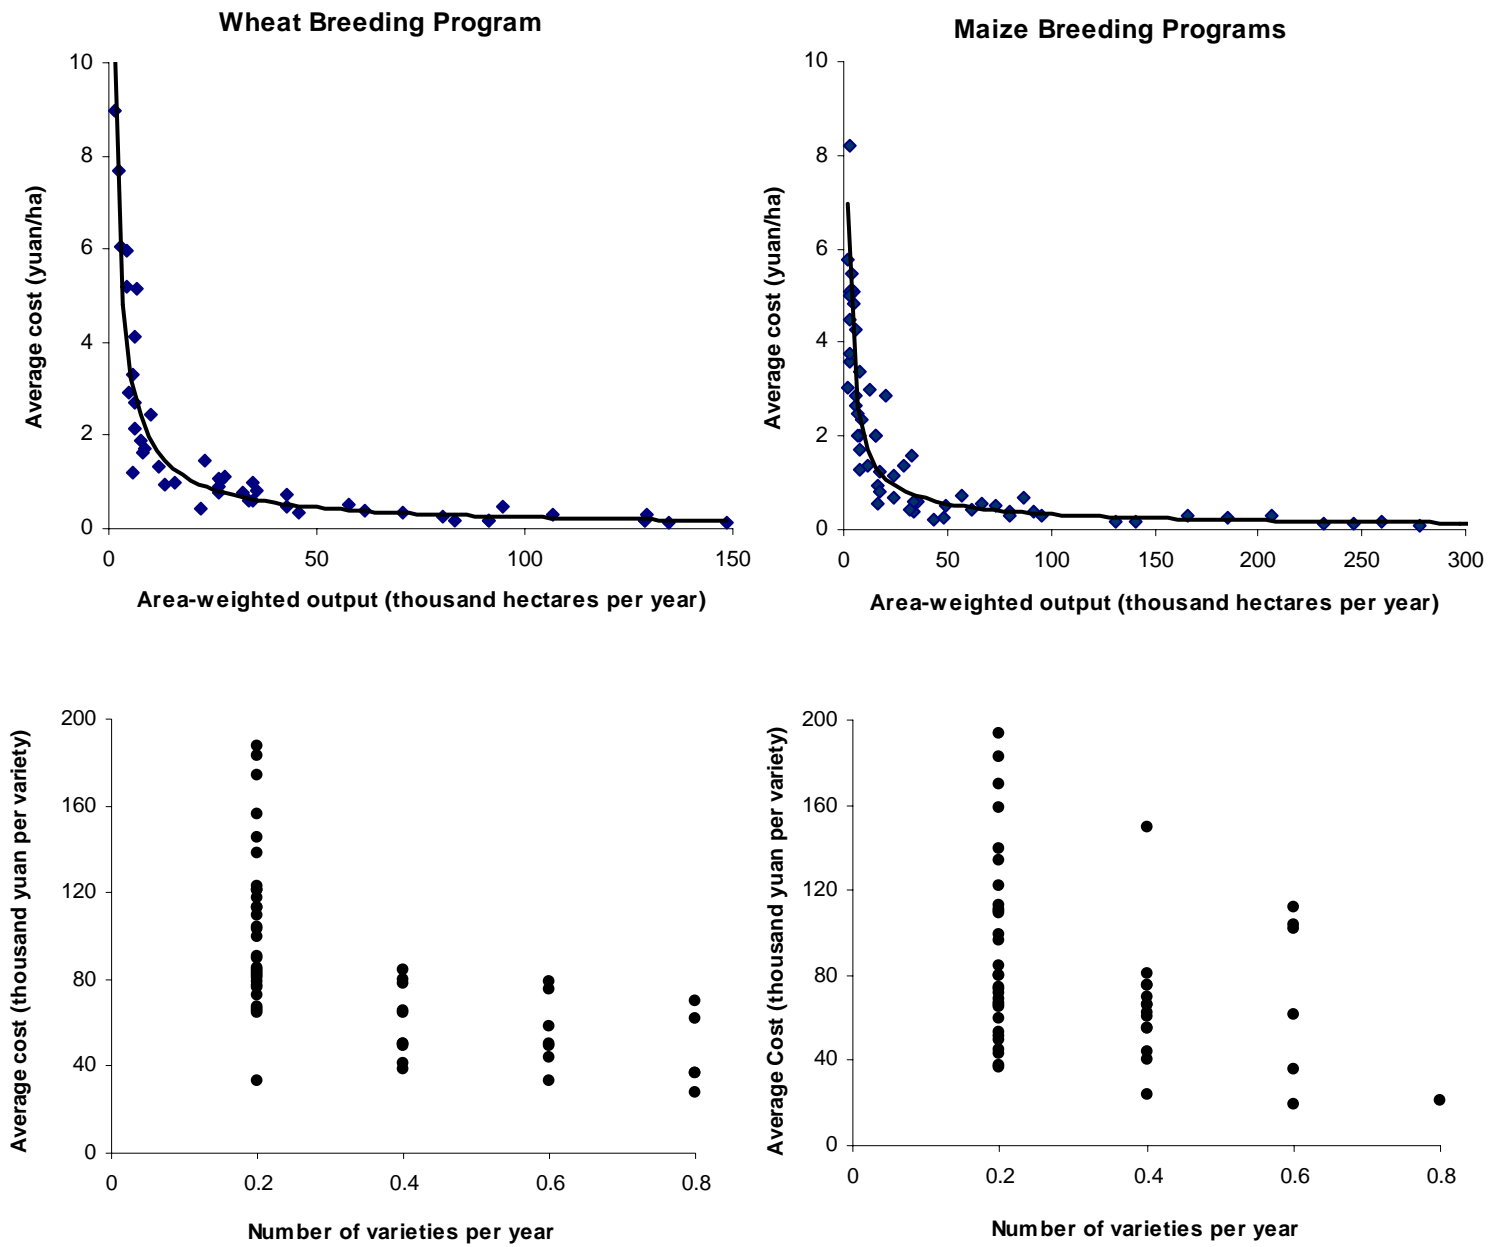 Wheat Breeding Program
10
8
6
4
2
0
0 50 100 150
Average cost (yuan/ha)
Area-weighted output (thousand hectares per year)
Maize Breeding Programs
10
8
6
4
2
0
0 50 100 150 200 250 300
Average cost (yuan/ha)
Area-weighted output (thousand hectares per year)
200
160
120
80
40
0
0 0.2 0.4 0.6 0.8
Average cost (thousand yuan per variety)
Number of varieties per year
200
160
120
80
40
0
0 0.2 0.4 0.6 0.8
Average Cost (thousand yuan per variety)
Number of varieties per year